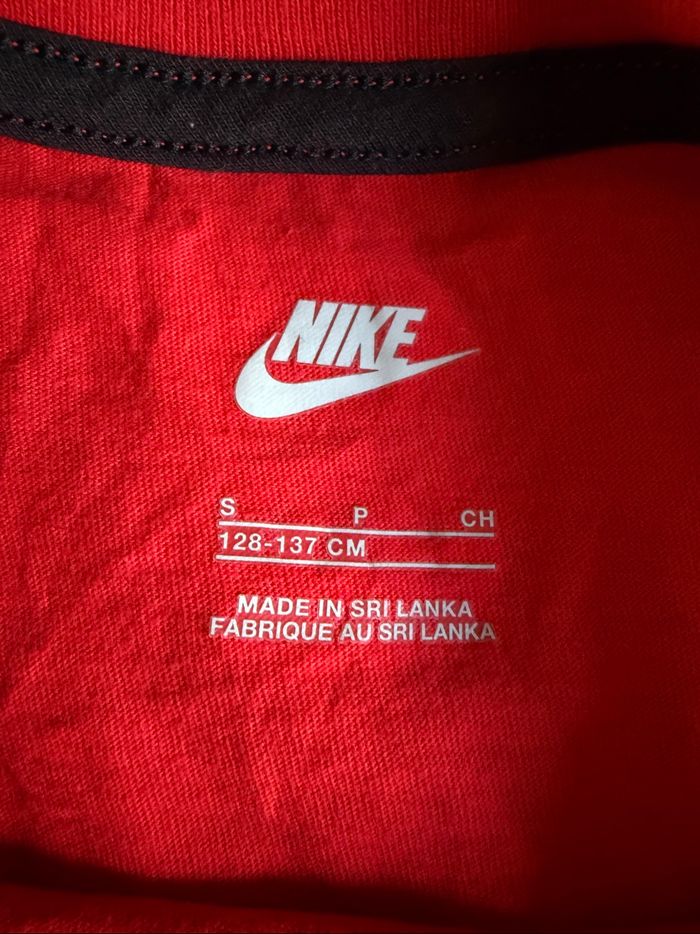 NIKE
S P CH
128-137 CM
MADE IN SRI LANKA
FABRIQUE AU SRI LANKA